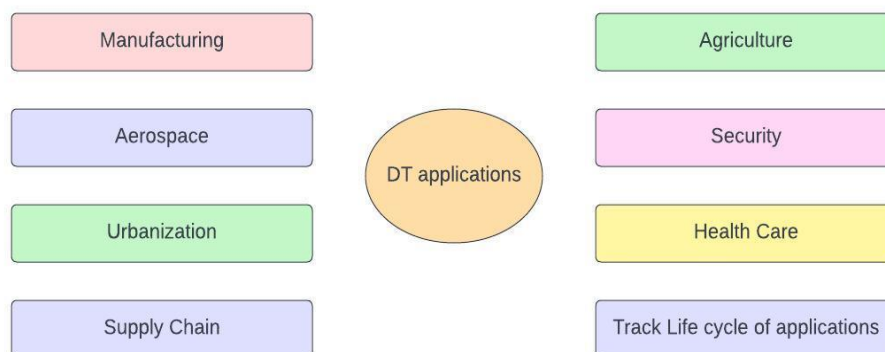 Manufacturing
Aerospace
Urbanization
Supply Chain
DT applications
Agriculture
Security
Health Care
Track Life cycle of applications